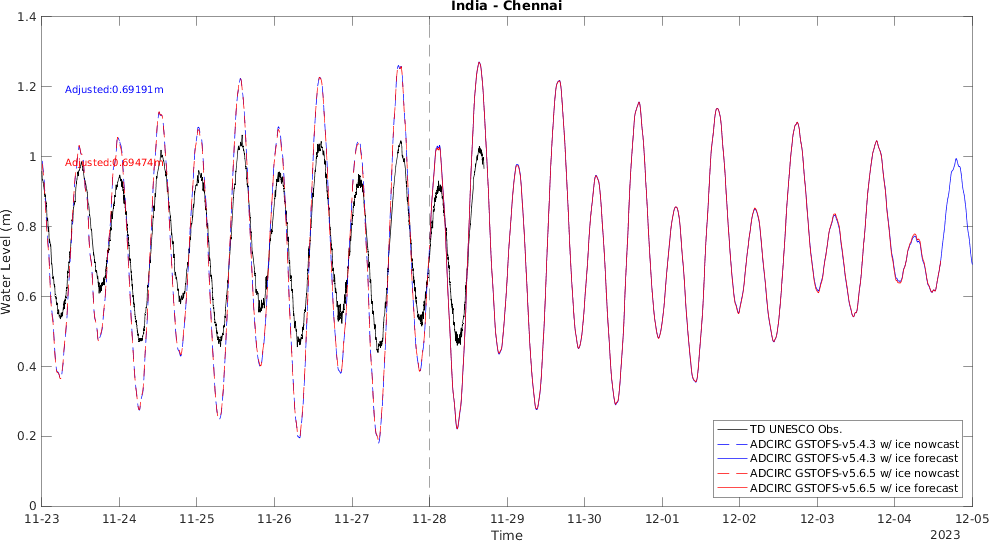 India - Chennai
1.4
1.2
1
0.8
0.6
0.4
0.2
0
Water Level (m)
Adjusted:0.69191m
Adjusted:0.69474m
TD UNESCO Obs.
ADCIRC GSTOFS-v5.4.3 w/ ice nowcast
ADCIRC GSTOFS-v5.4.3 w/ ice forecast
ADCIRC GSTOFS-v5.6.5 w/ ice nowcast
ADCIRC GSTOFS-v5.6.5 w/ ice forecast
11-23 11-24 11-25 11-26 11-27 11-28 11-29 11-30 12-01 12-02 12-03 12-04 12-05
Time
2023